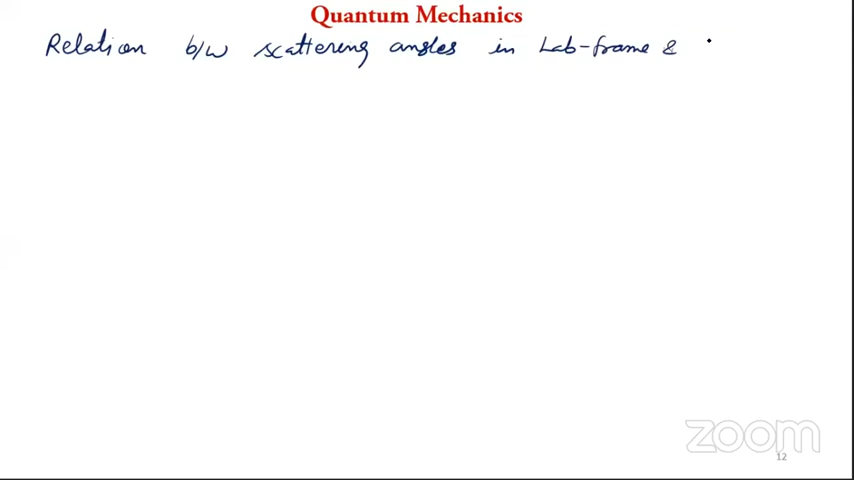 Quantum Mechanics
Relation b/w scattering angles in Lab-frame &
zoom
12